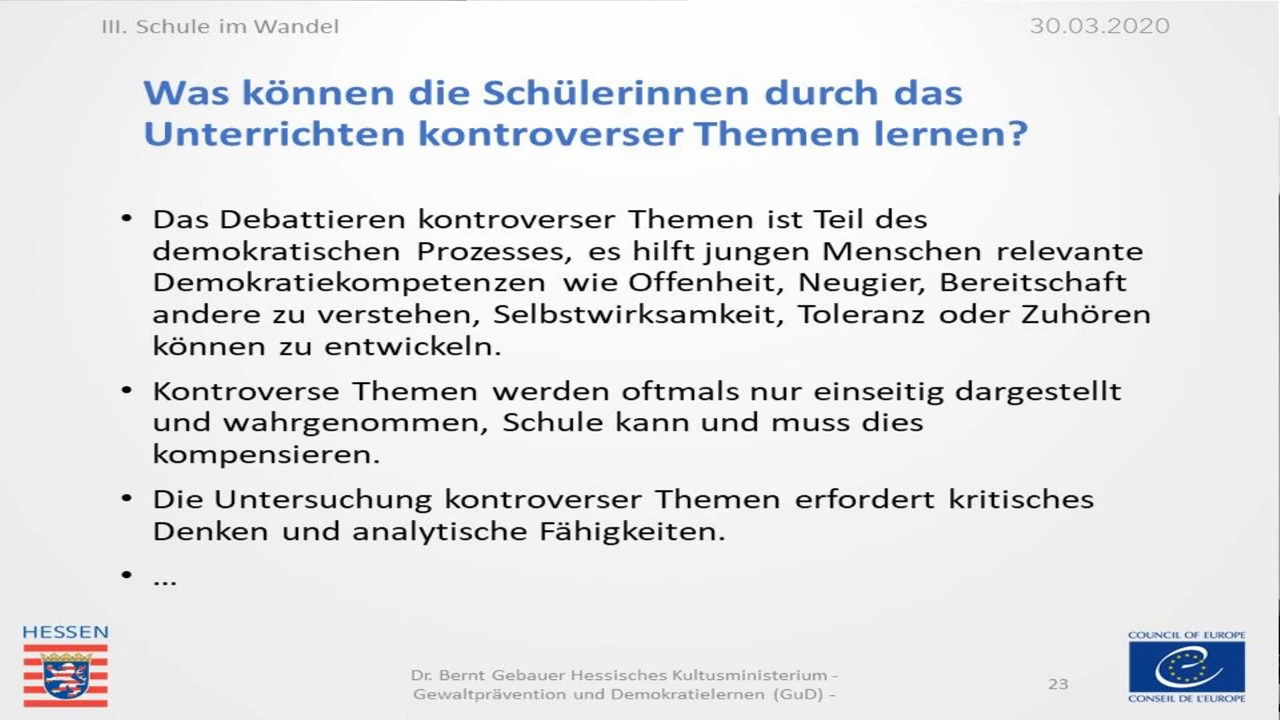 III. Schule im Wandel
30.03.2020
Was können die Schülerinnen durch das
Unterrichten kontroverser Themen lernen?
• Das Debattieren kontroverser Themen ist Teil des
demokratischen Prozesses, es hilft jungen Menschen relevante
Demokratiekompetenzen wie Offenheit, Neugier, Bereitschaft
andere zu verstehen, Selbstwirksamkeit, Toleranz oder Zuhören
können zu entwickeln.
• Kontroverse Themen werden oftmals nur einseitig dargestellt
und wahrgenommen, Schule kann und muss dies
kompensieren.
• Die Untersuchung kontroverser Themen erfordert kritisches
Denken und analytische Fähigkeiten.
• ...
HESSEN
Dr. Bernt Gebauer Hessisches Kultusministerium -
Gewaltprävention und Demokratielernen (GuD) -
23
COUNCIL OF EUROPE
CONSEIL DE L'EUROPE